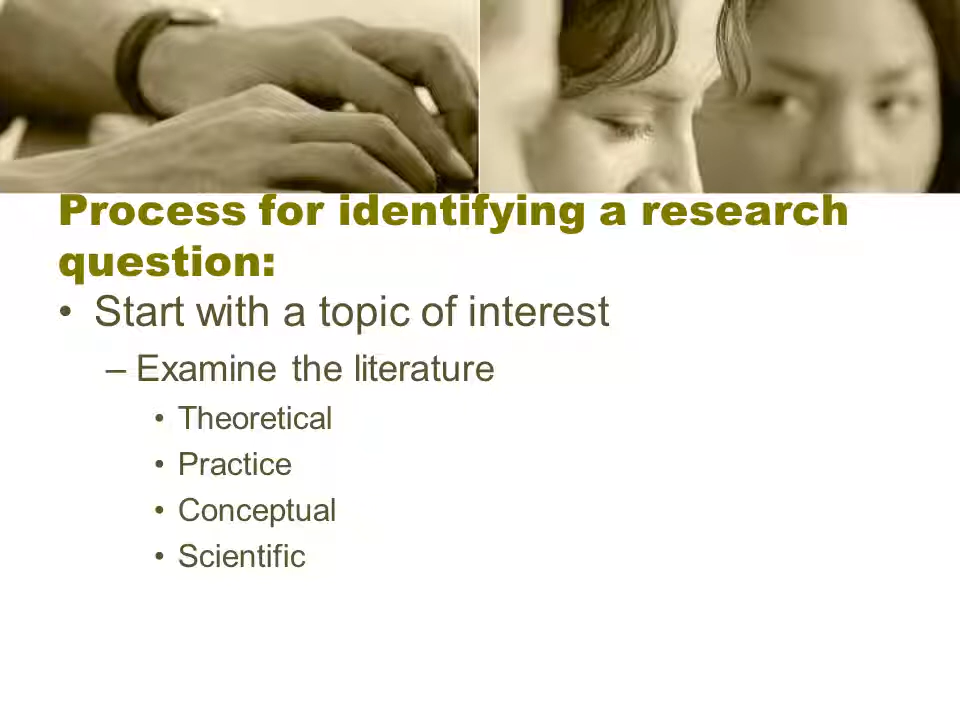 Process for identifying a research
question:
• Start with a topic of interest
– Examine the literature
• Theoretical
• Practice
• Conceptual
• Scientific